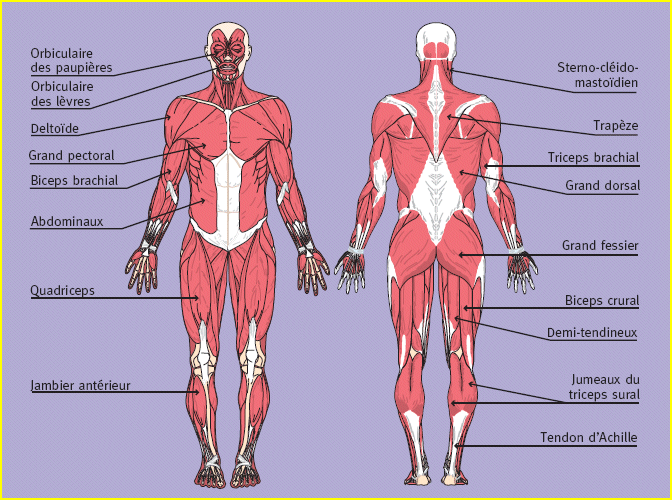 Orbiculaire
des paupières
Orbiculaire
des lèvres
Deltoïde
Grand pectoral
Biceps brachial
Abdominaux
Quadriceps
Jambier antérieur
Sterno-cléido-
mastoïdien
Trapèze
Triceps brachial
Grand dorsal
Grand fessier
Biceps crural
Demi-tendineux
Jumeaux du
triceps sural
Tendon d'Achille